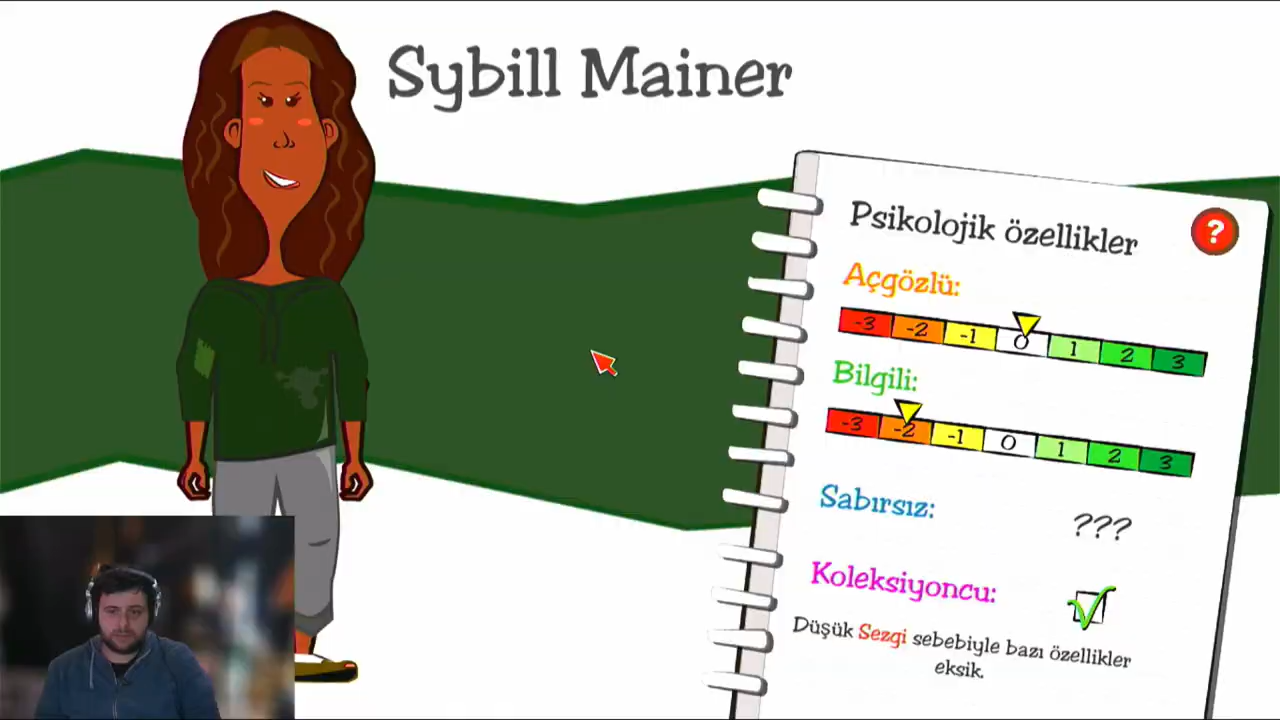 Sybill Mainer
Psikolojik özellikler
?
Açgözlü:
-3 -2 -1 0 1 2 3
Bilgili:
-3 -2 -1 0 1 2 3
Sabırsız: ???
Koleksiyoncu:
Düşük Sezgi sebebiyle bazı özellikler
eksik.